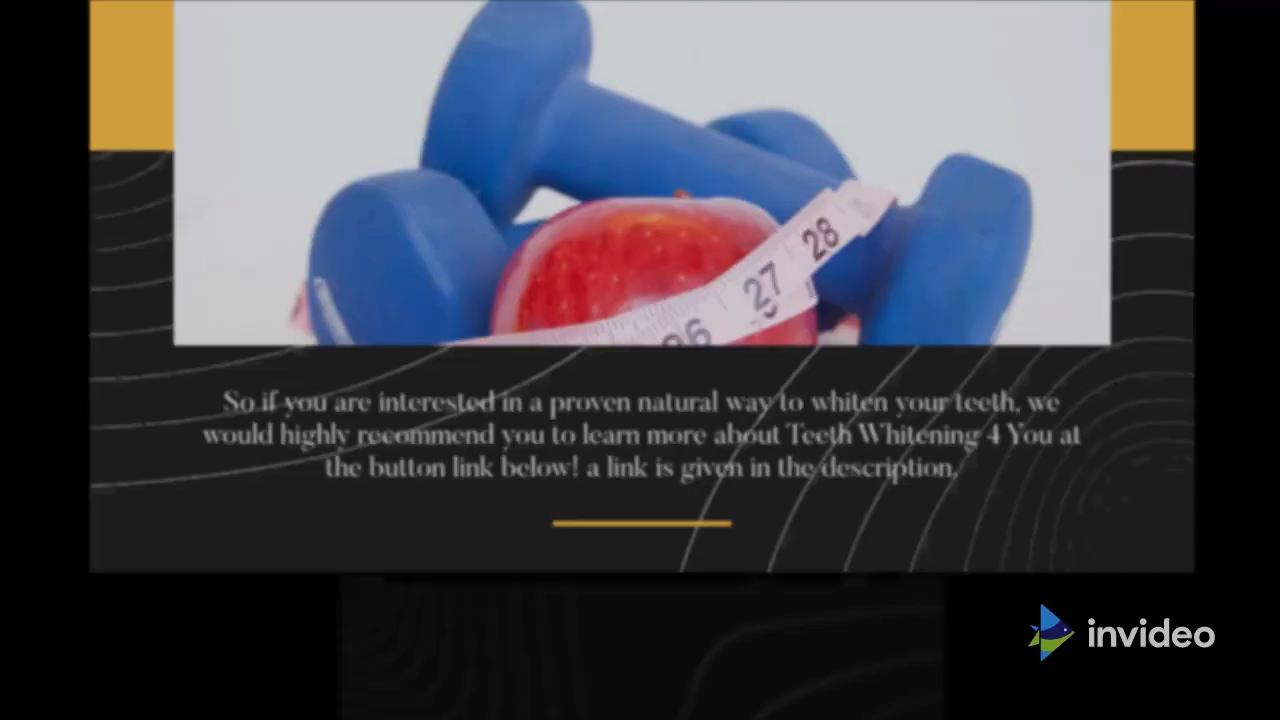 28
27
26
So if you are interested in a proven natural way to whiten your teeth, we
would highly recommend you to learn more about Teeth Whitening 4 You at
the button link below! a link is given in the description.
invideo